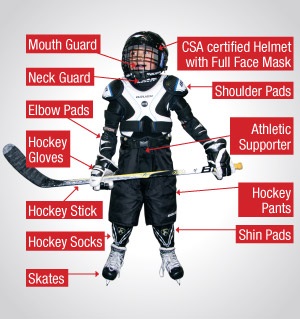 Mouth Guard
CSA certified Helmet
with Full Face Mask
Neck Guard
Shoulder Pads
Elbow Pads
Athletic
Supporter
Hockey
Gloves
Hockey
Pants
Hockey Stick
Hockey Socks
Shin Pads
Skates